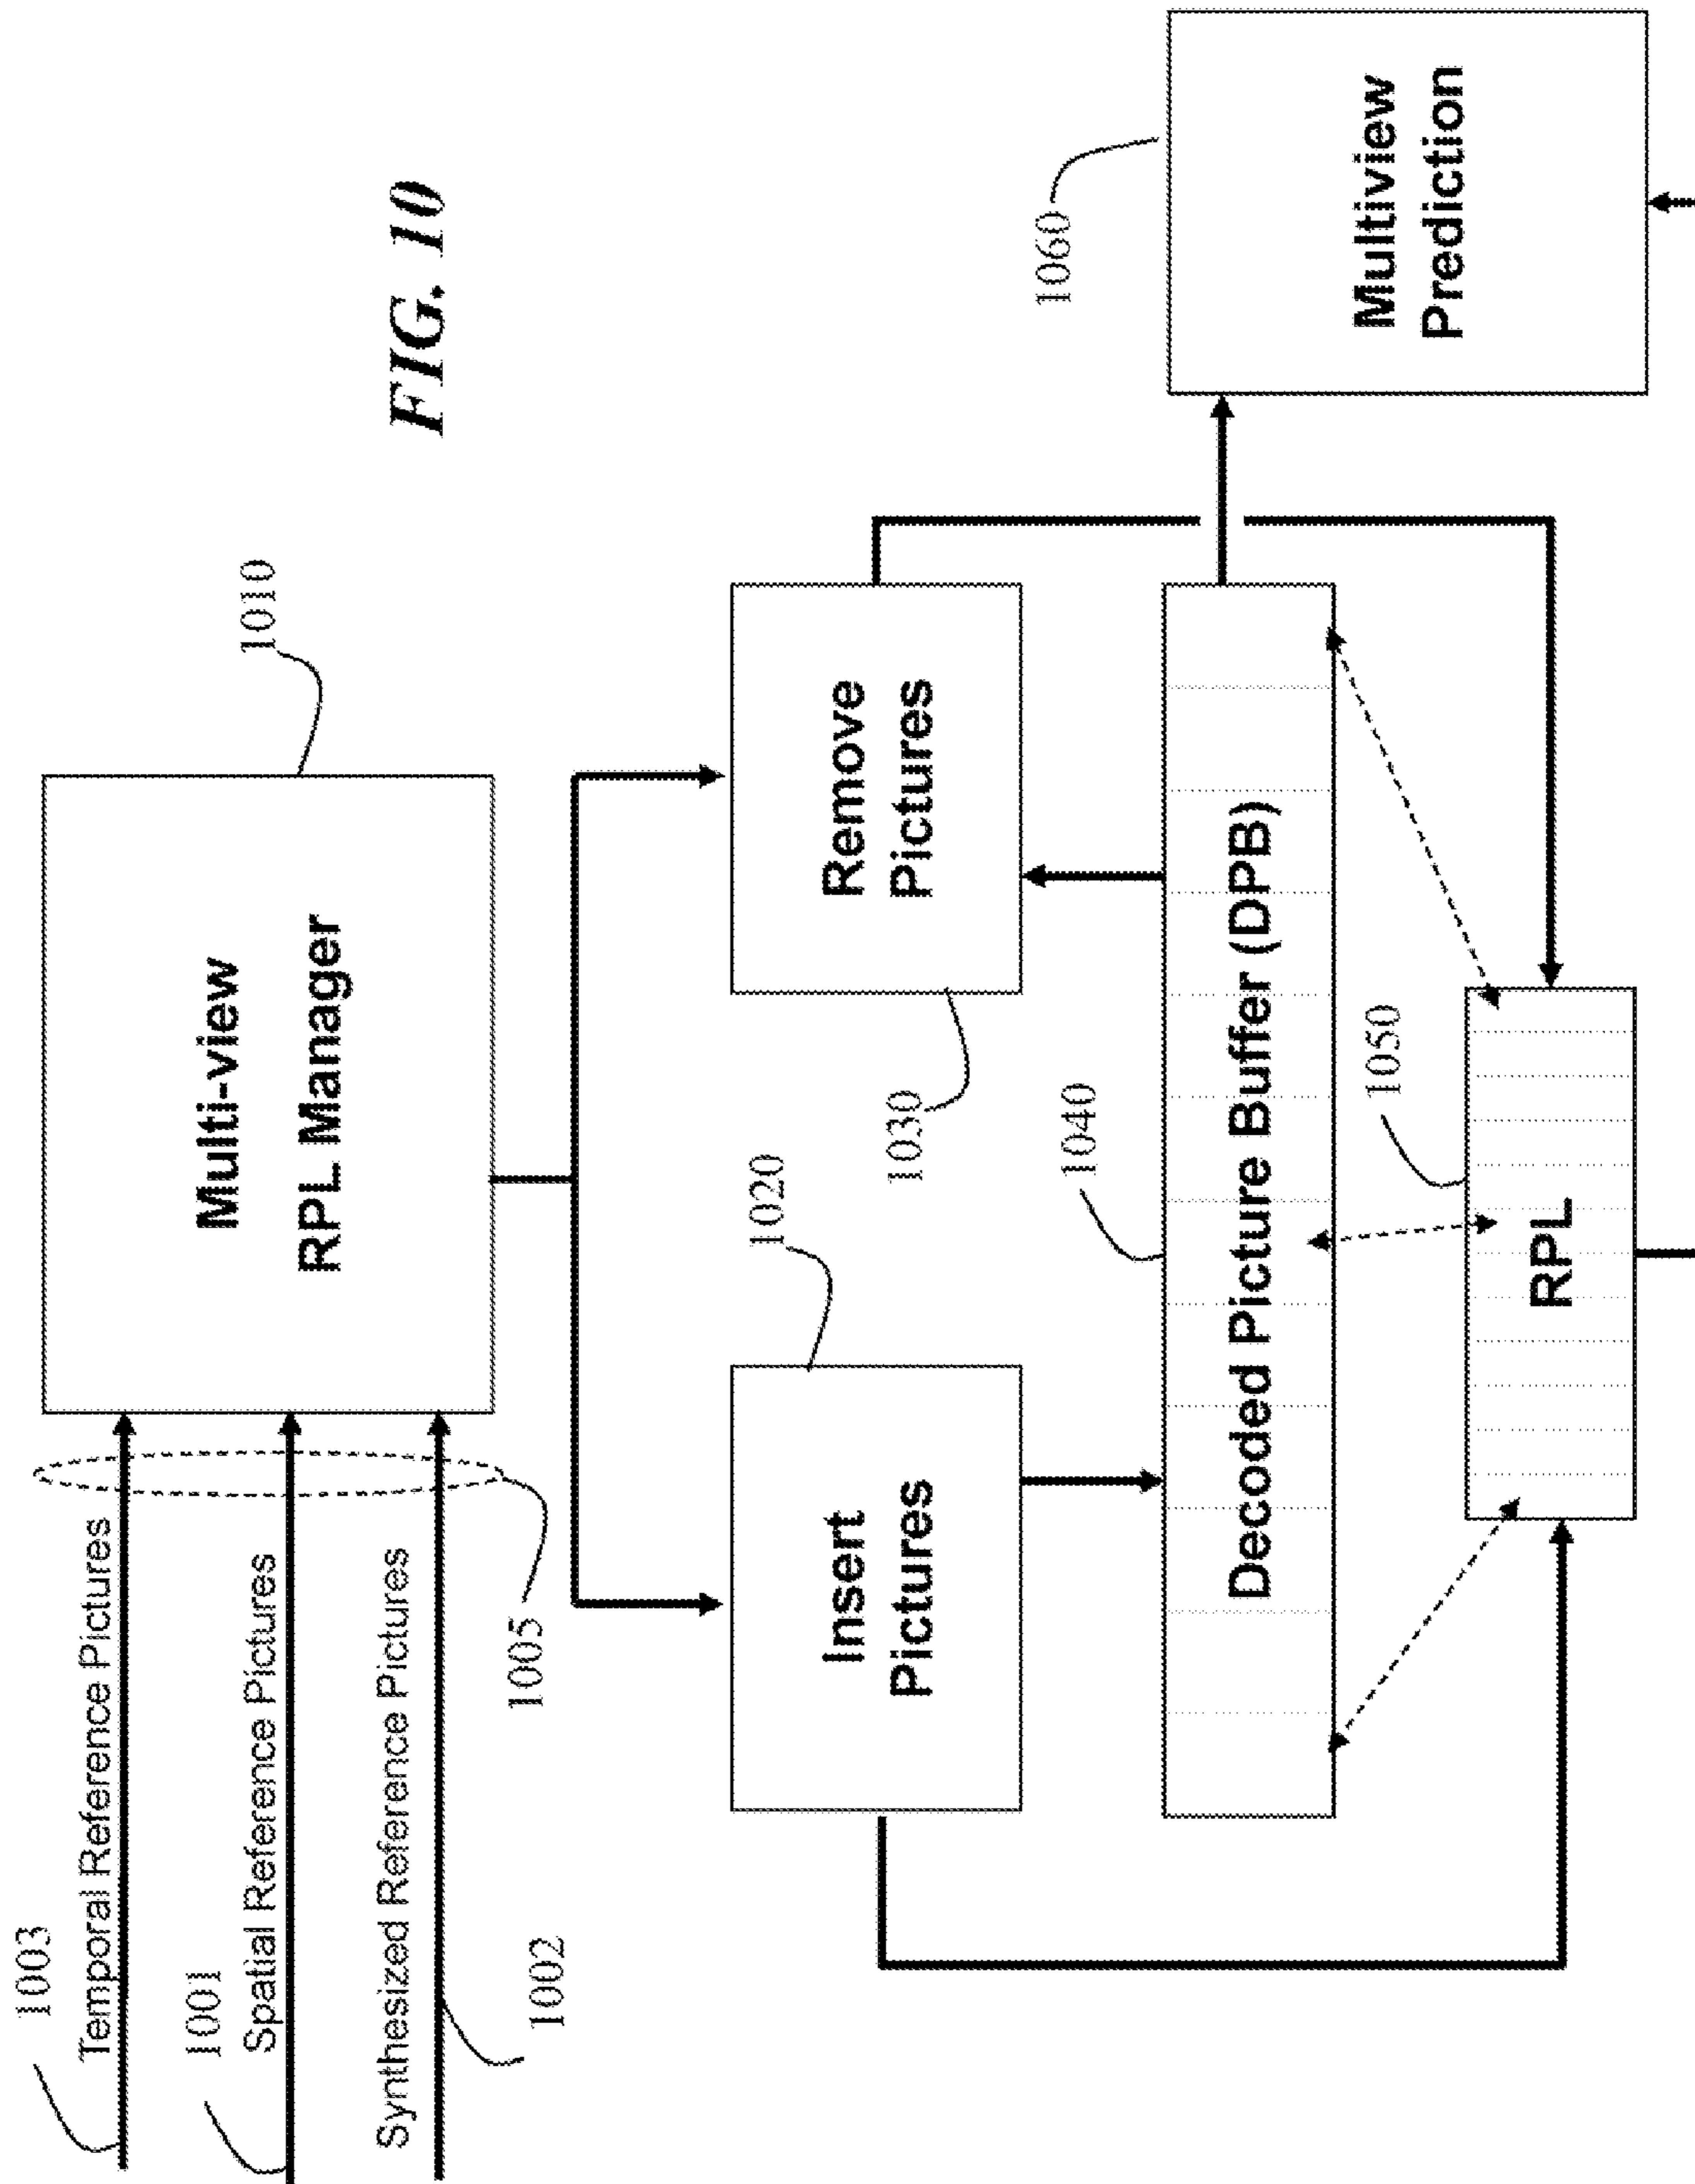 FIG. 10
1003
Temporal Reference Pictures
1001
Spatial Reference Pictures
Synthesized Reference Pictures
1002
1005
Multi-view
RPL Manager
1010
Insert
Pictures
1020
Remove
Pictures
1030
1040
Decoded Picture Buffer (DPB)
1050
RPL
1060
Multiview
Prediction